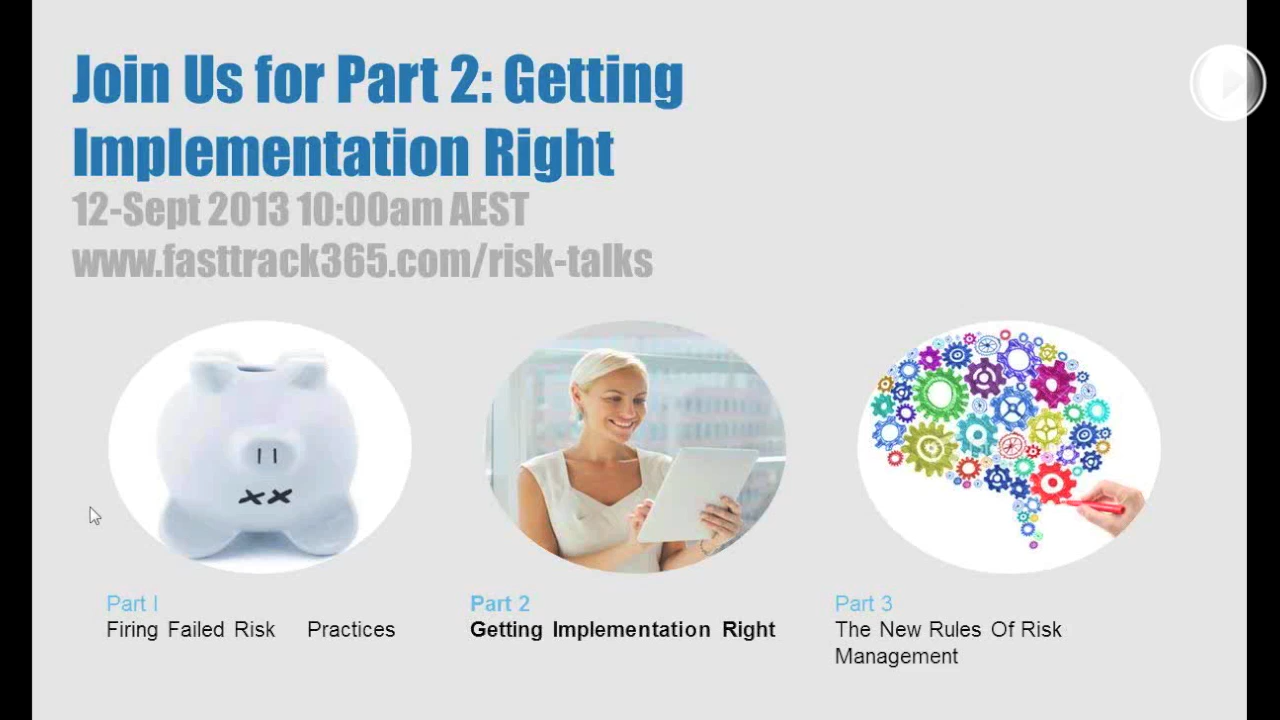 Join Us for Part 2: Getting
Implementation Right
12-Sept 2013 10:00am AEST
www.fasttrack365.com/risk-talks
Part I
Firing Failed Risk Practices
Part 2
Getting Implementation Right
Part 3
The New Rules Of Risk
Management